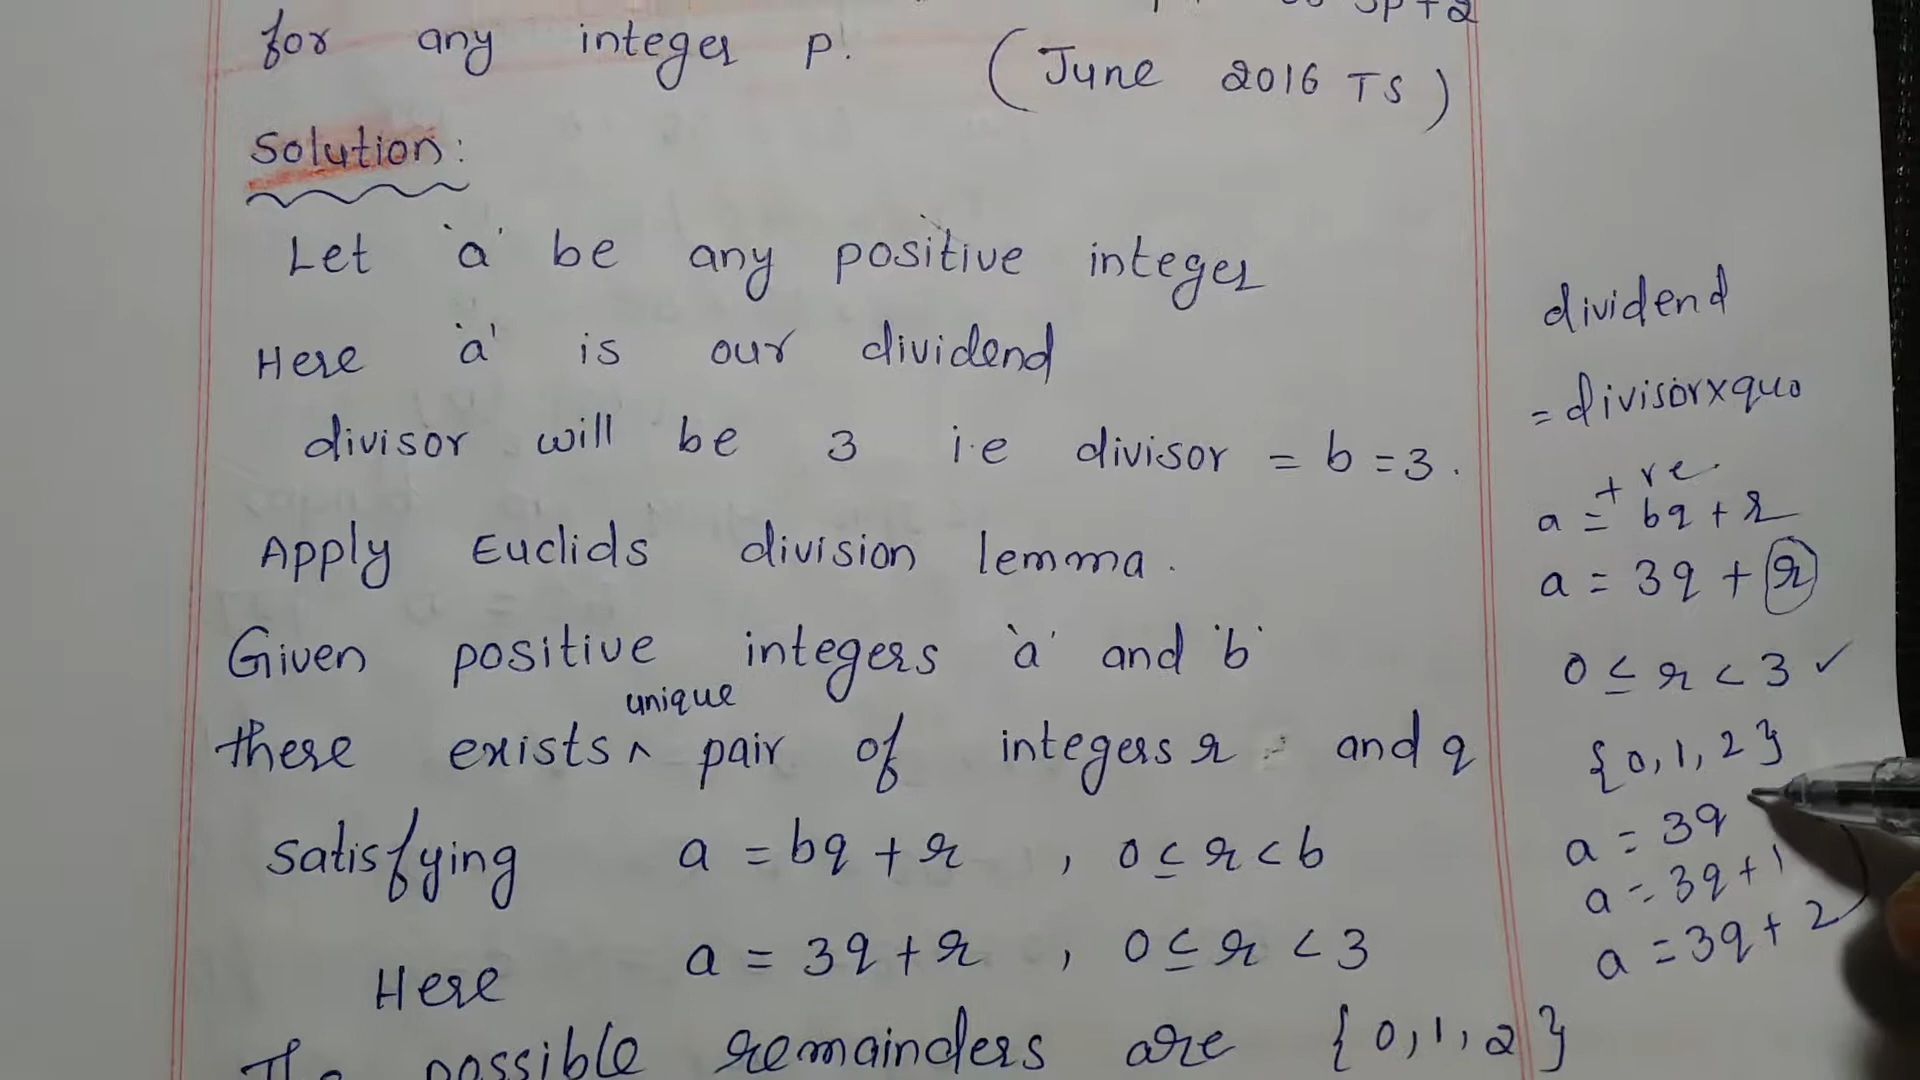 3p+2
for any integer p.
(June 2016 TS)
Solution:
Let 'a' be any positive integer
Here 'a' is our dividend
divisor will be 3 i.e divisor = b = 3.
Apply Euclids division lemma.
Given positive integers 'a' and 'b'
there exists ^ unique pair of integers r and q
satisfying a = bq + r , 0 ≤ r < b
Here a = 3q + r , 0 ≤ r < 3
possible remainders are {0, 1, 2}
dividend
= divisor x quo
+ re.
a = bq + r
a = 3q + r
0 ≤ r < 3 ✓
{0, 1, 2}
a = 3q
a = 3q + 1
a = 3q + 2